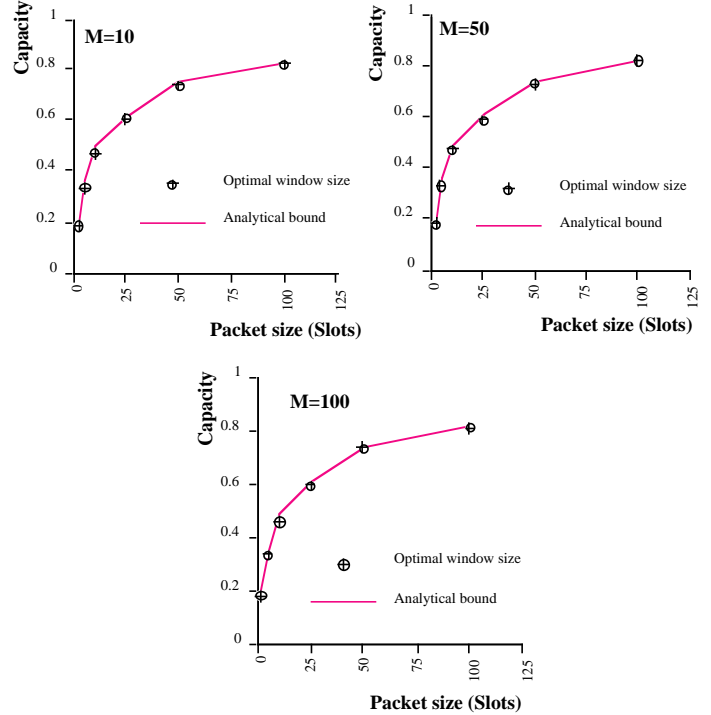 1
Capacity
M=10
0.8
0.6
0.4
Optimal window size
0.2
Analytical bound
0
0
25
50
75
100
125
Packet size (Slots)
1
Capacity
M=50
0.8
0.6
0.4
Optimal window size
0.2
Analytical bound
0
0
25
50
75
100
125
Packet size (Slots)
1
Capacity
M=100
0.8
0.6
0.4
Optimal window size
0.2
Analytical bound
0
0
25
50
75
100
125
Packet size (Slots)